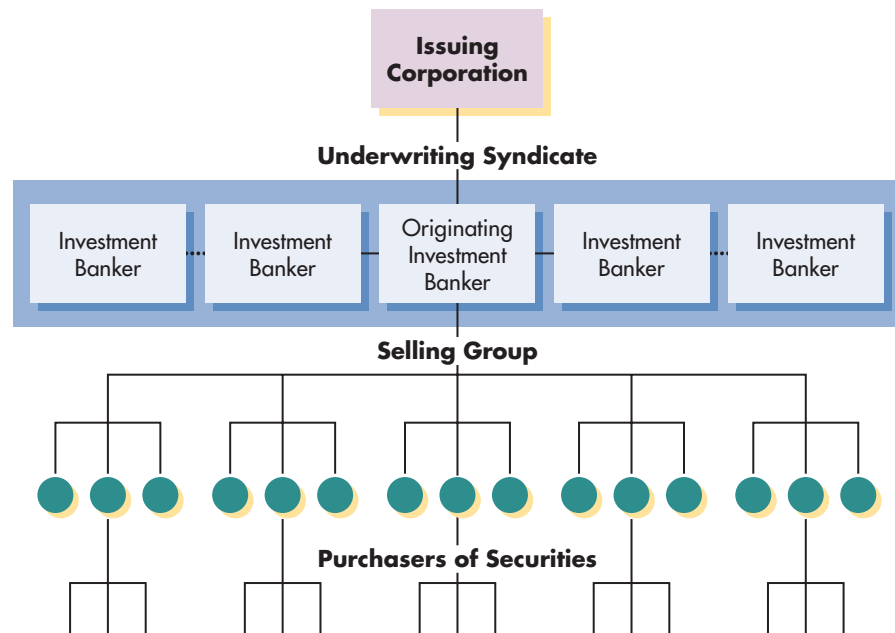 Issuing
Corporation
Underwriting Syndicate
Investment
Banker
Investment
Banker
Originating
Investment
Banker
Investment
Banker
Investment
Banker
Selling Group
Purchasers of Securities